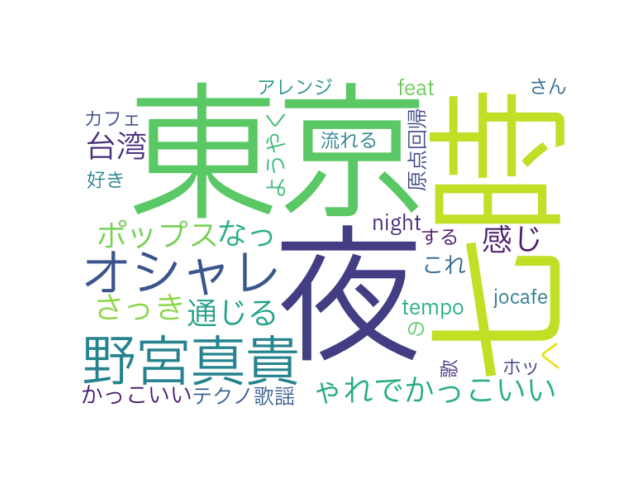 アレンジ
feat
さん
東京
カフェ
台湾
ようやく
流れる
原点回帰
好き
night
ポップス
なっ
する
感じ
夜
オシャレ
これ
さっき
通じる
tempo
jocafe
の
野宮真貴
歌
ホッ
く
かっこいい
テクノ歌謡
ゃれでかっこいい